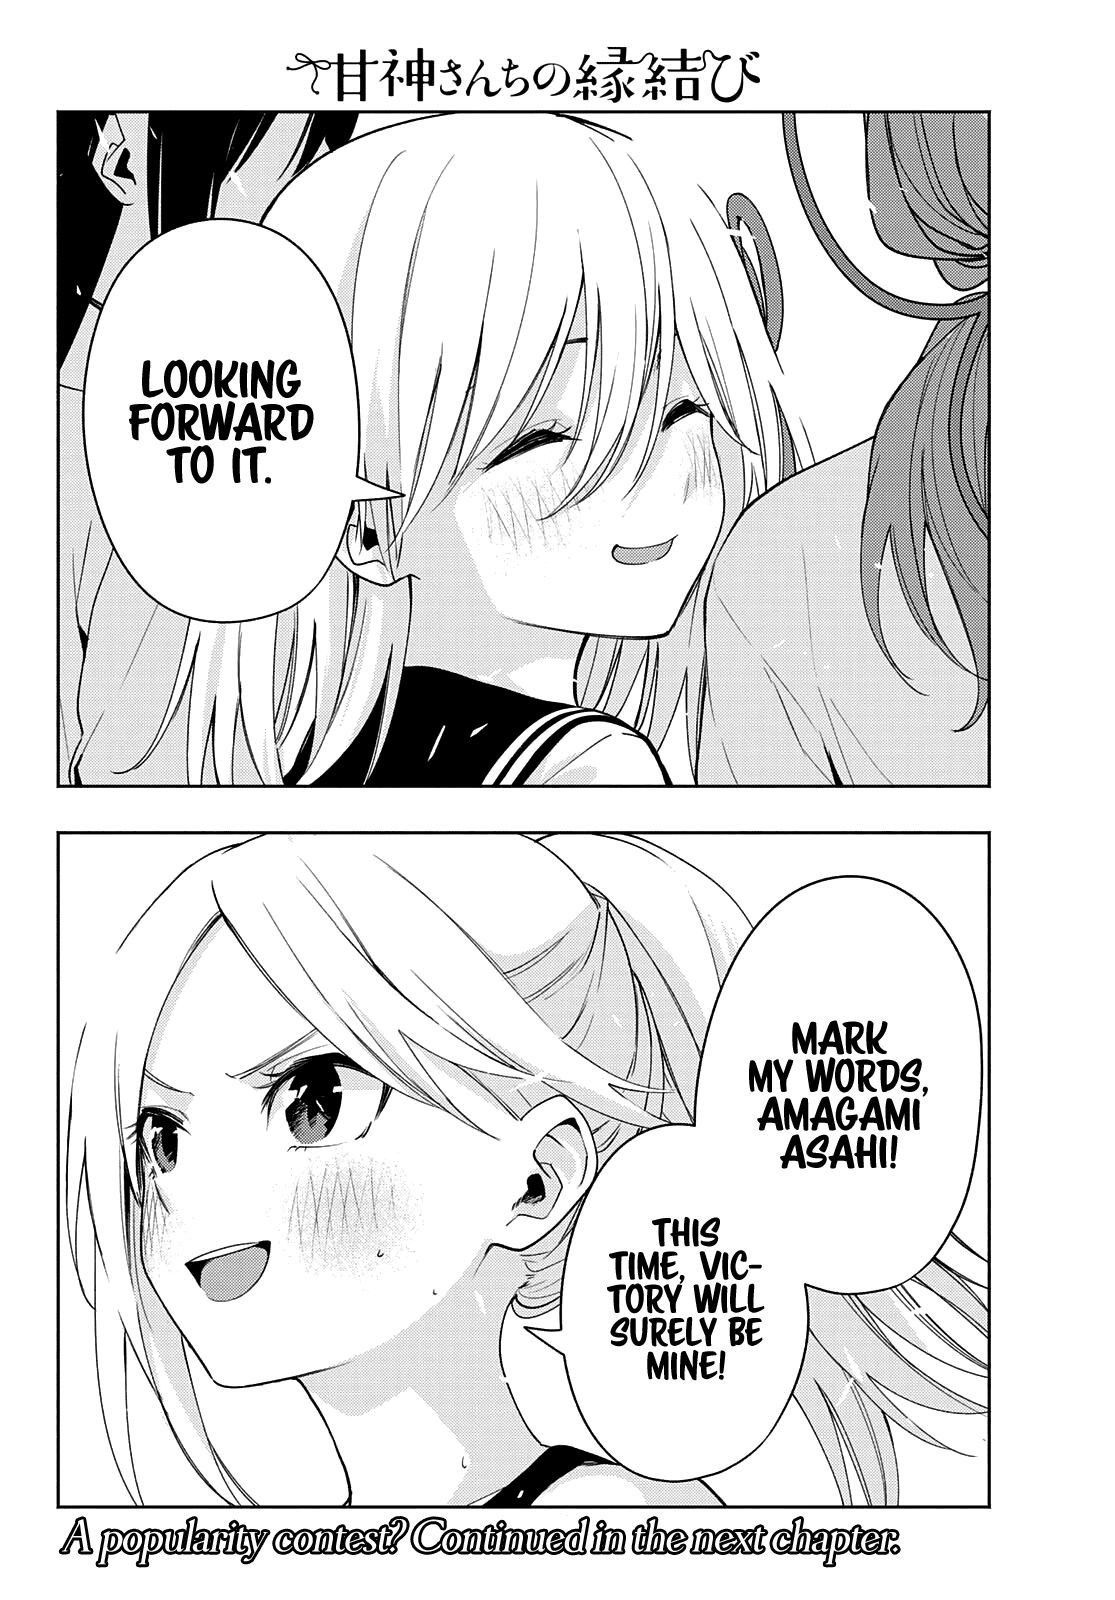 甘神さんちの縁結び
LOOKING
FORWARD
TO IT.
MARK
MY WORDS,
AMAGAMI
ASAHI!
THIS
TIME, VIC-
TORY WILL
SURELY BE
MINE!
A popularity contest? Continued in the next chapter.